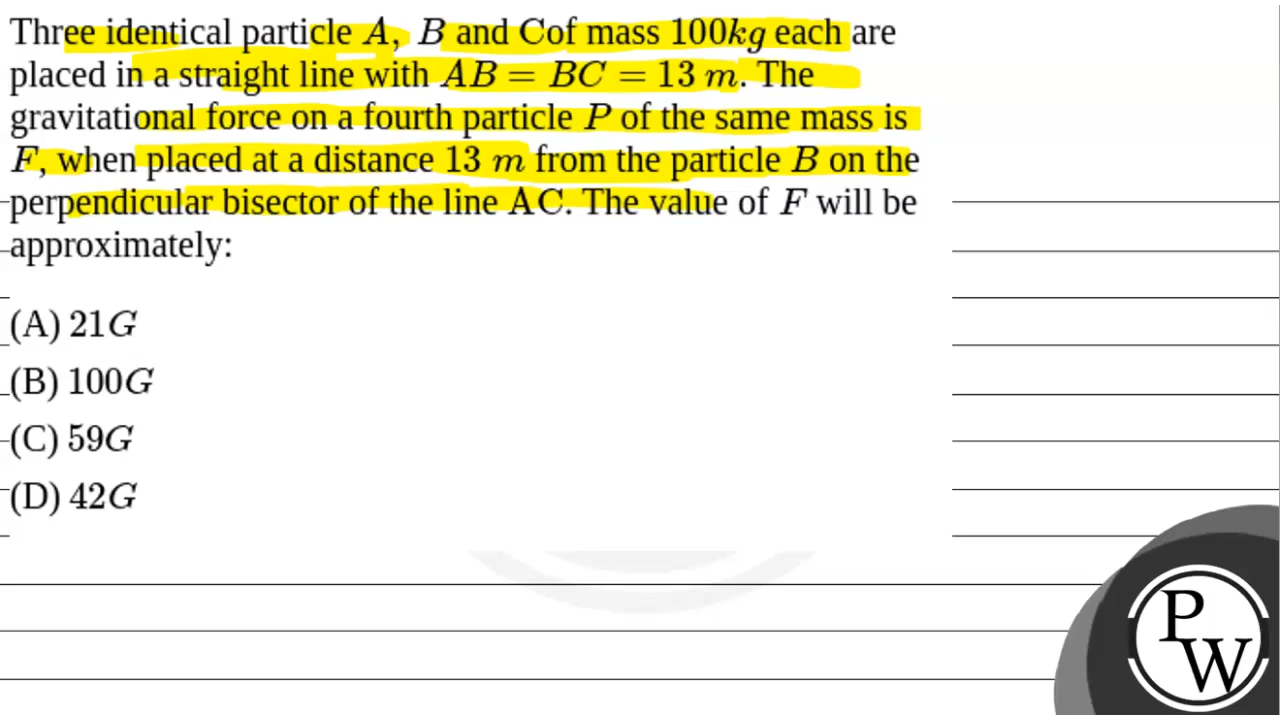 Three identical particle A, B and Cof mass 100kg each are
placed in a straight line with AB = BC = 13 m. The
gravitational force on a fourth particle P of the same mass is
F, when placed at a distance 13 m from the particle B on the
perpendicular bisector of the line AC. The value of F will be
approximately:
(A) 21G
(B) 100G
(C) 59G
(D) 42G
P
W